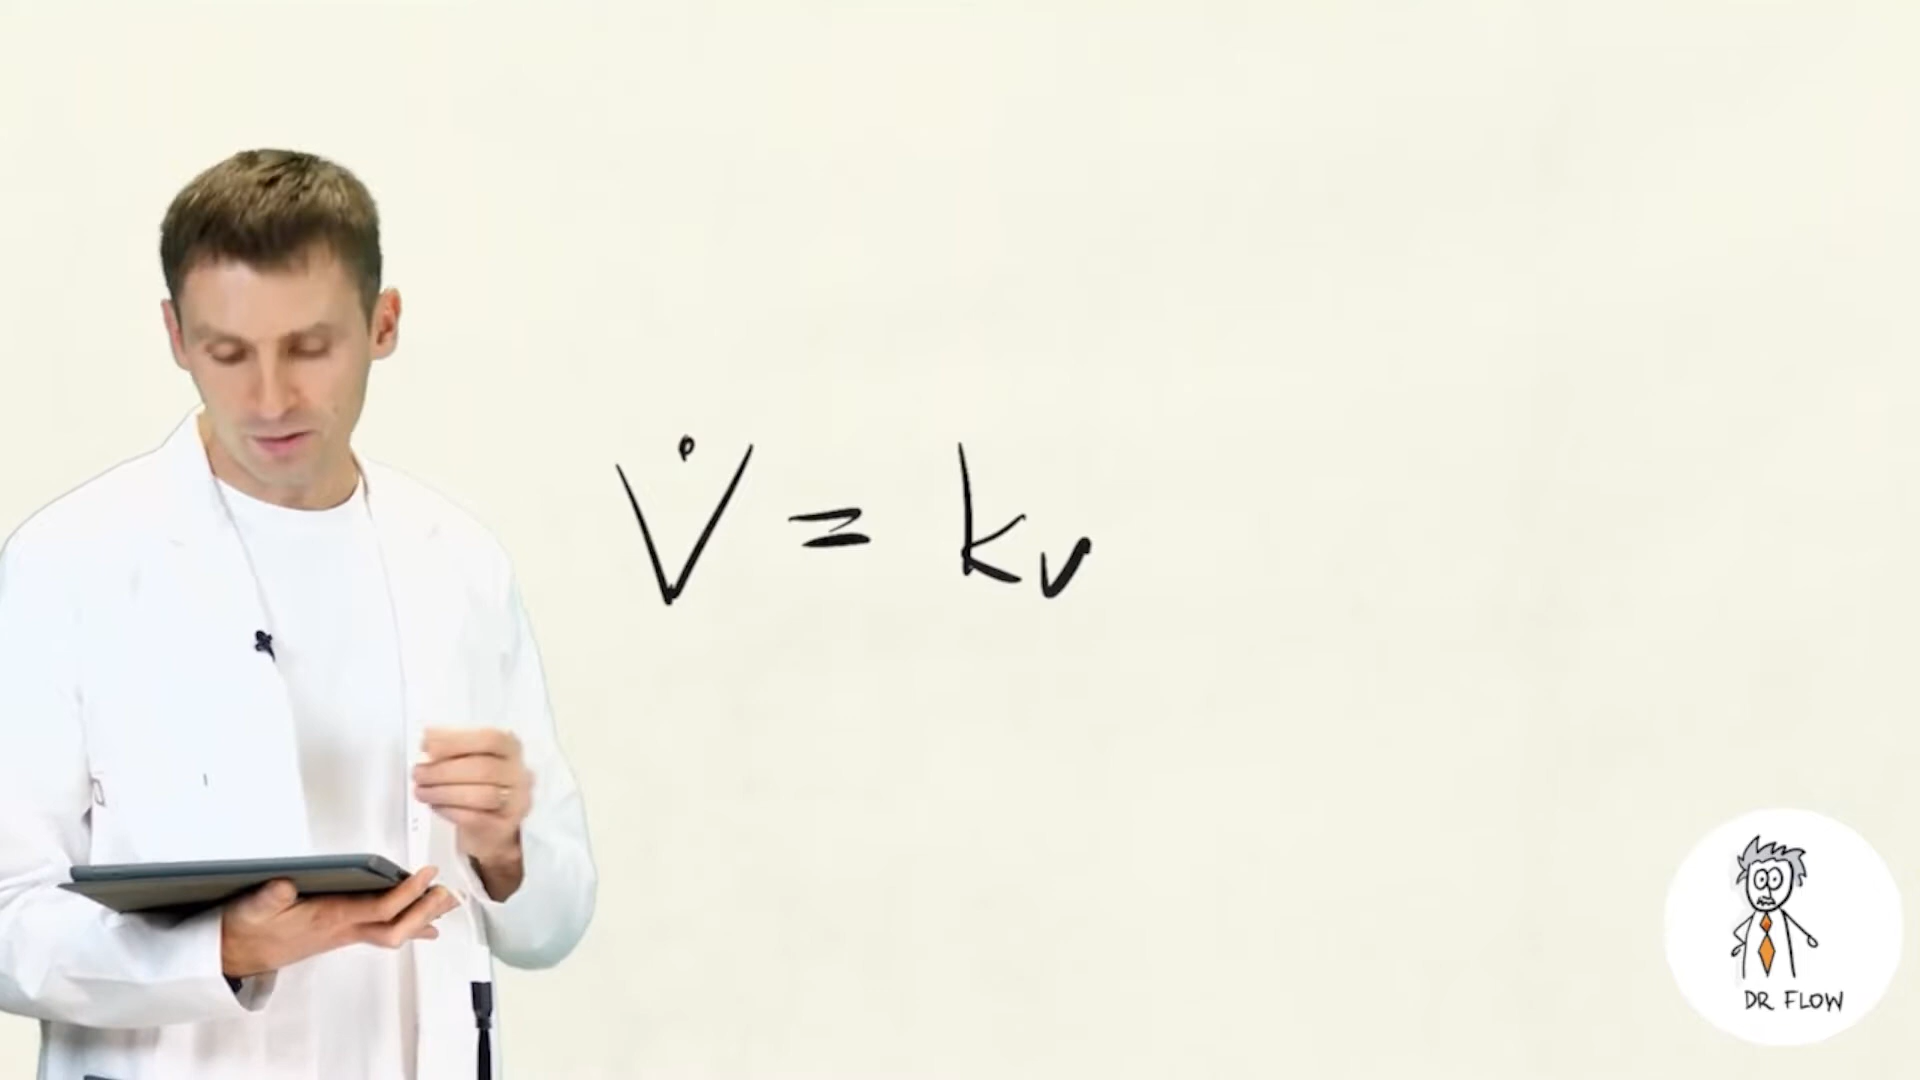 V̇ = kᵥ
DR FLOW